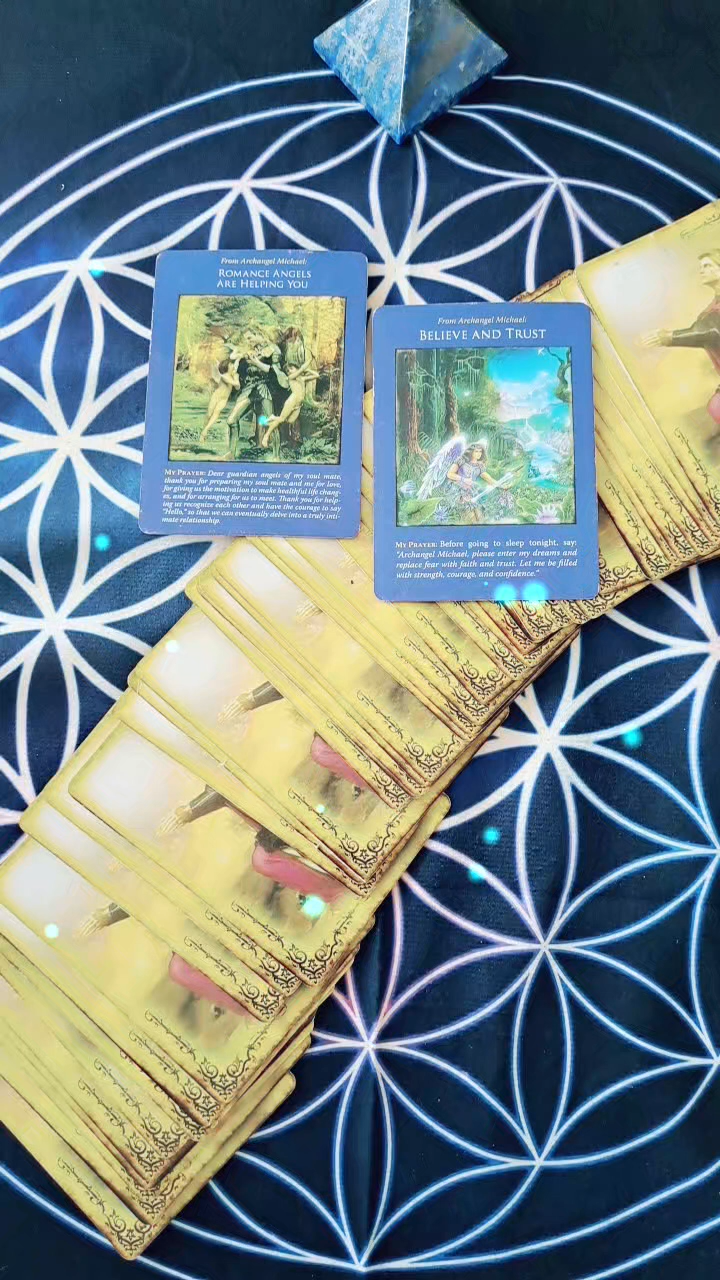 From Archangel Michael:
ROMANCE ANGELS
ARE HELPING YOU
MY PRAYER: Dear guardian angels of my soul mate,
thank you for preparing my soul mate and me for love,
for giving us the motivation to make healthful life chang-
es, and for arranging for us to meet. Thank you for help-
ing us recognize each other and have the courage to say
"Hello," so that we can eventually delve into a truly inti-
mate relationship.
From Archangel Michael:
BELIEVE AND TRUST
MY PRAYER: Before going to sleep tonight, say:
"Archangel Michael, please enter my dreams and
replace fear with faith and trust. Let me be filled
with strength, courage, and confidence."